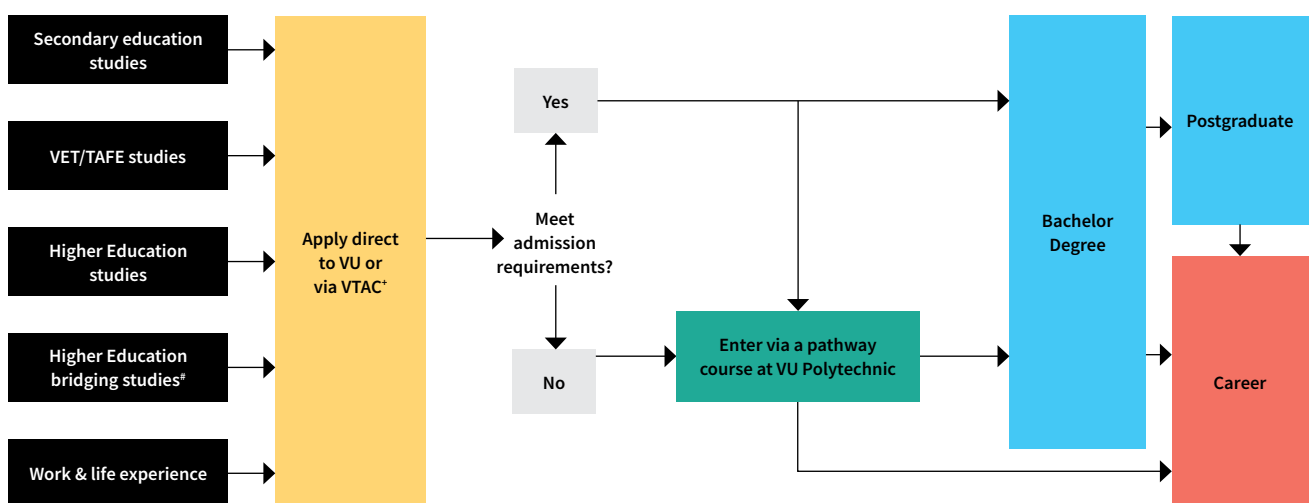 Secondary education
studies
VET/TAFE studies
Higher Education
studies
Higher Education
bridging studies#
Work & life experience
Apply direct
to VU or
via VTAC+
Yes
Meet
admission
requirements?
No
Enter via a pathway
course at VU Polytechnic
Bachelor
Degree
Postgraduate
Career